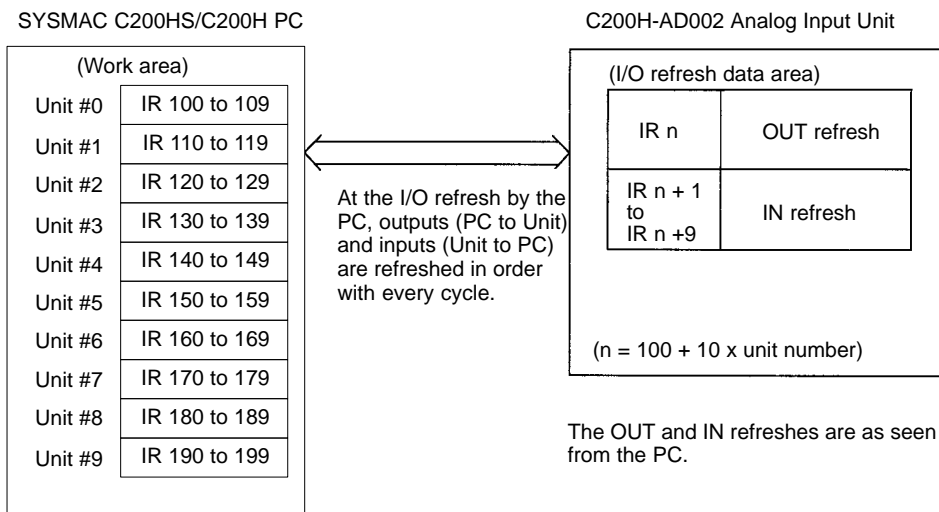 SYSMAC C200HS/C200H PC
(Work area)
Unit #0 IR 100 to 109
Unit #1 IR 110 to 119
Unit #2 IR 120 to 129
Unit #3 IR 130 to 139
Unit #4 IR 140 to 149
Unit #5 IR 150 to 159
Unit #6 IR 160 to 169
Unit #7 IR 170 to 179
Unit #8 IR 180 to 189
Unit #9 IR 190 to 199
At the I/O refresh by the
PC, outputs (PC to Unit)
and inputs (Unit to PC)
are refreshed in order
with every cycle.
C200H-AD002 Analog Input Unit
(I/O refresh data area)
IR n OUT refresh
IR n + 1
to
IR n +9
IN refresh
(n = 100 + 10 x unit number)
The OUT and IN refreshes are as seen
from the PC.